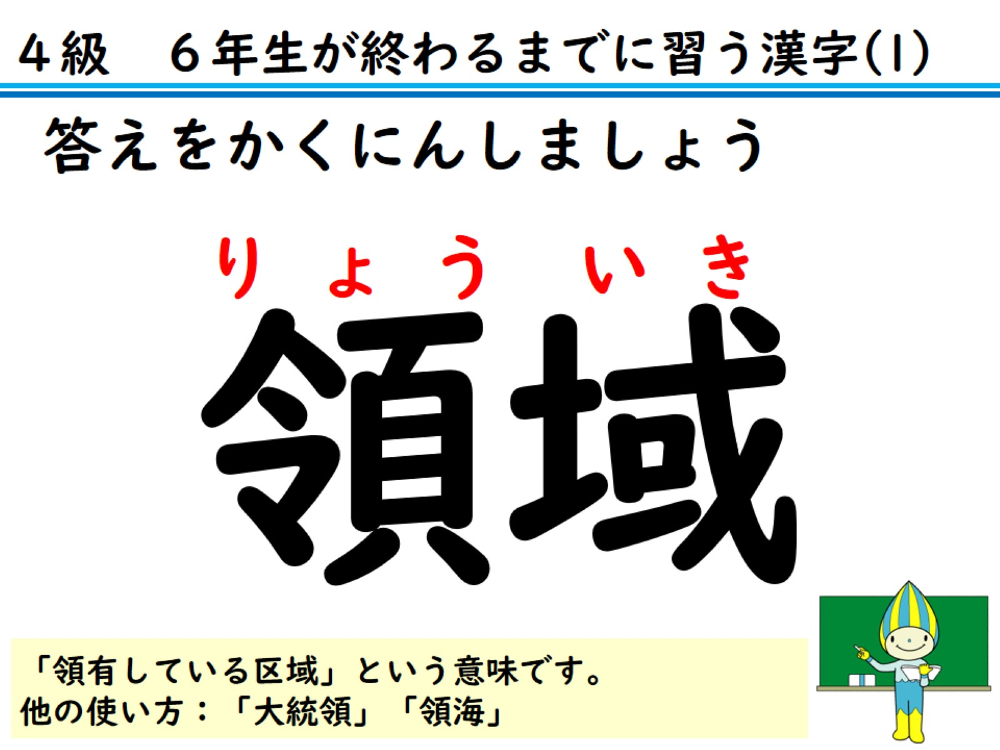 ４級　６年生が終わるまでに習う漢字(1)
答えをかくにんしましょう
りょういき
領域
「領有している区域」という意味です。
他の使い方：「大統領」「領海」